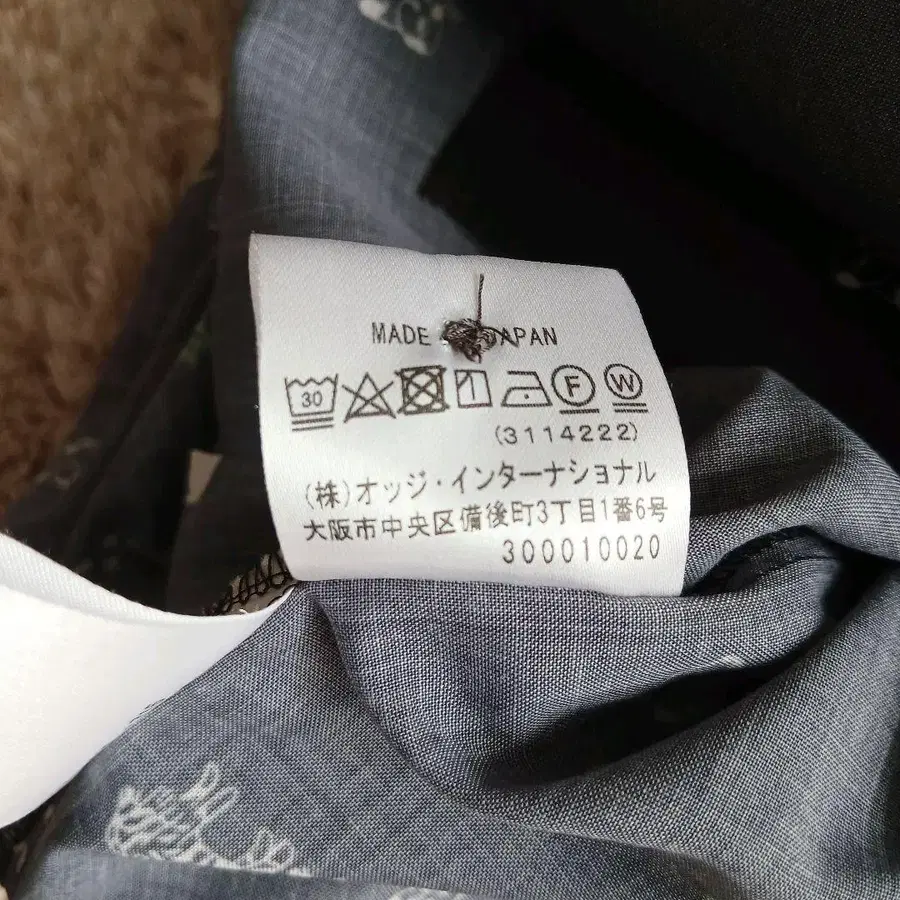 MADE JAPAN
30 F W
(3114222)
(株)オッジ・インターナショナル
大阪市中央区備後町3丁目1番6号
300010020